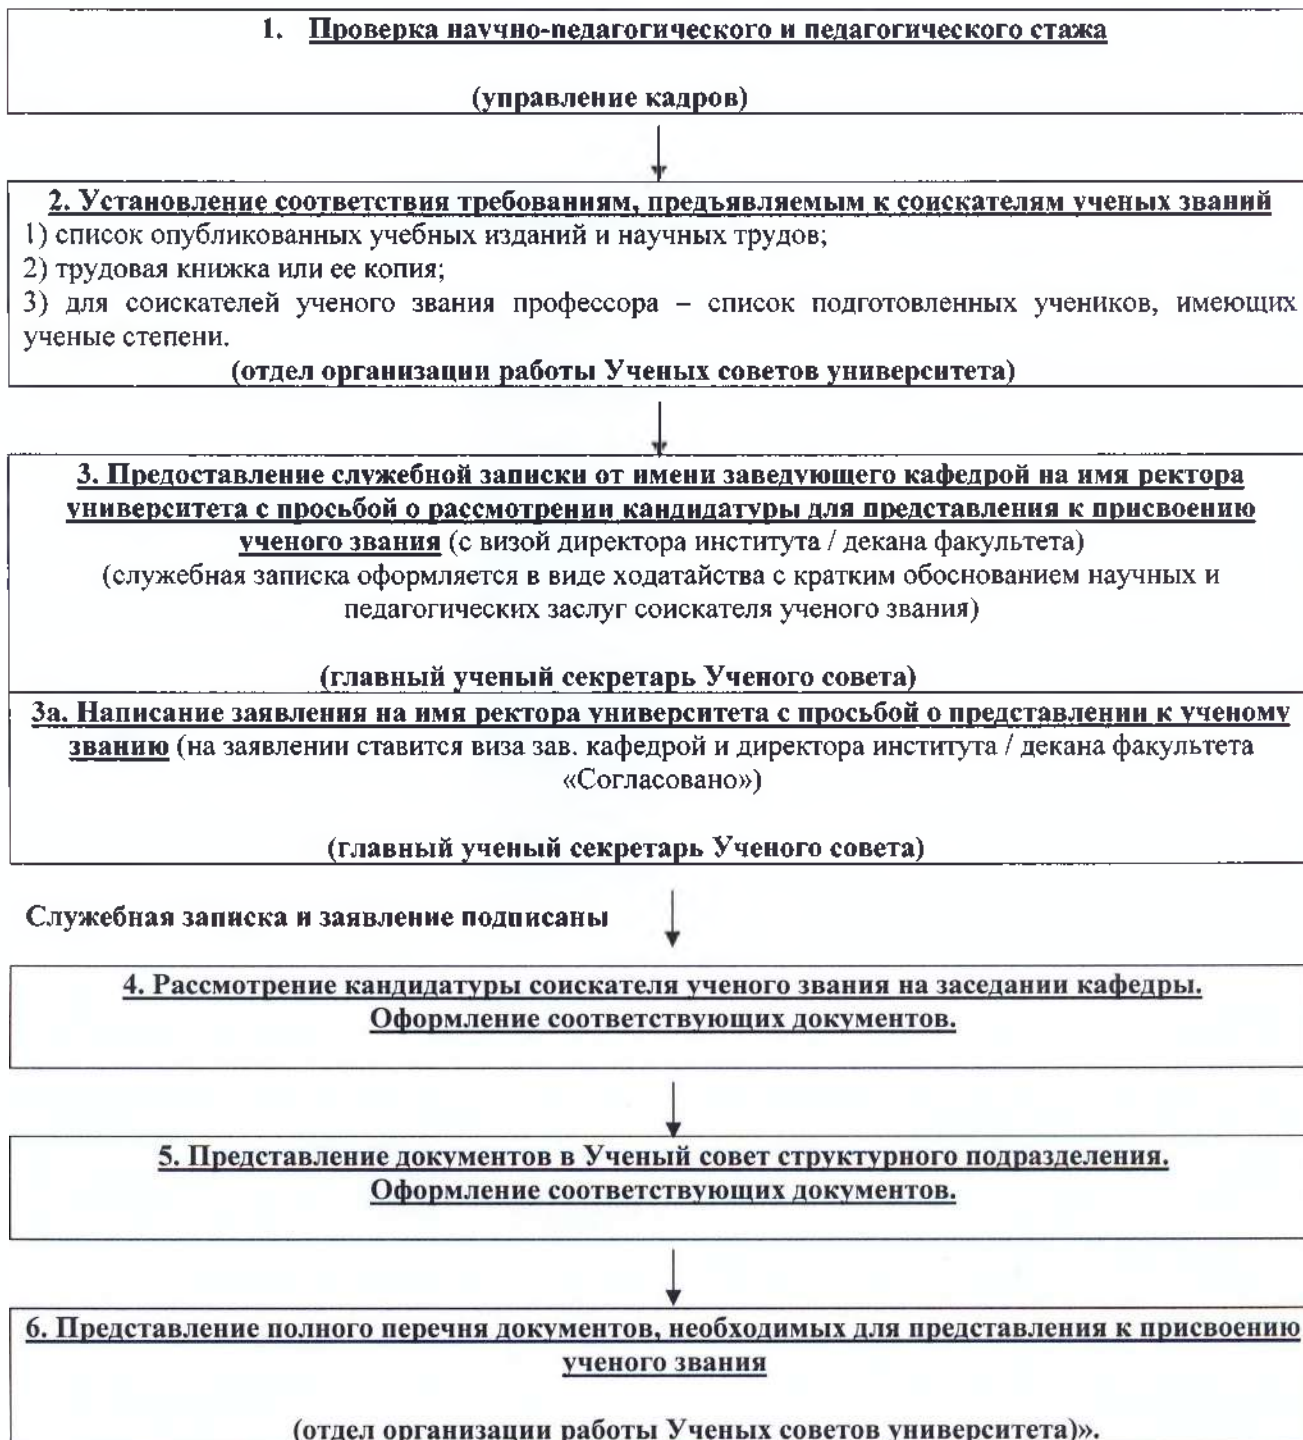 1. Проверка научно-педагогического и педагогического стажа
(управление кадров)
2. Установление соответствия требованиям, предъявляемым к соискателям ученых званий
1) список опубликованных учебных изданий и научных трудов;
2) трудовая книжка или ее копия;
3) для соискателей ученого звания профессора – список подготовленных учеников, имеющих
ученые степени.
(отдел организации работы Ученых советов университета)
3. Предоставление служебной записки от имени заведующего кафедрой на имя ректора
университета с просьбой о рассмотрении кандидатуры для представления к присвоению
ученого звания (с визой директора института / декана факультета)
(служебная записка оформляется в виде ходатайства с кратким обоснованием научных и
педагогических заслуг соискателя ученого звания)
(главный ученый секретарь Ученого совета)
3а. Написание заявления на имя ректора университета с просьбой о представлении к ученому
званию (на заявлении ставится виза зав. кафедрой и директора института / декана факультета
«Согласовано»)
(главный ученый секретарь Ученого совета)
Служебная записка и заявление подписаны
4. Рассмотрение кандидатуры соискателя ученого звания на заседании кафедры.
Оформление соответствующих документов.
5. Представление документов в Ученый совет структурного подразделения.
Оформление соответствующих документов.
6. Представление полного перечня документов, необходимых для представления к присвоению
ученого звания
(отдел организации работы Ученых советов университета)».